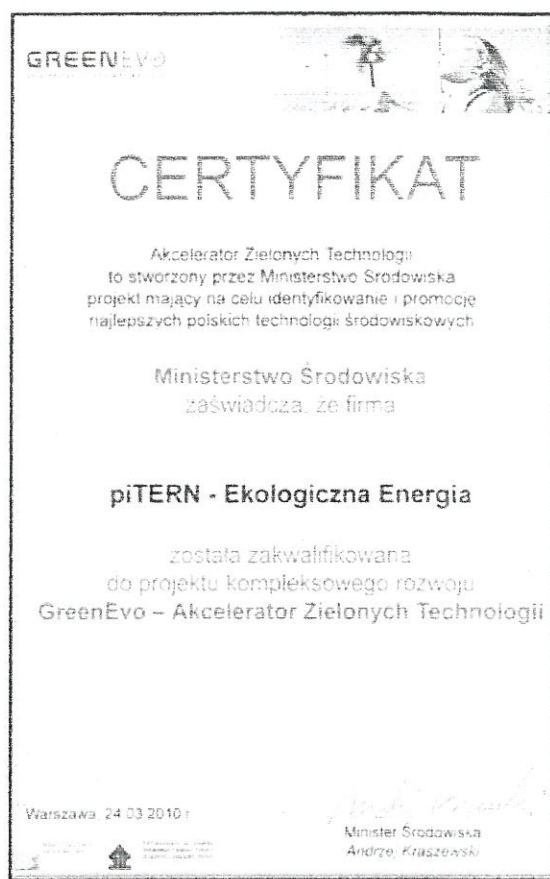 GREENEVO
CERTYFIKAT
Akcelerator Zielonych Technologii
to stworzony przez Ministerstwo Środowiska
projekt mający na celu identyfikowanie i promocję
najlepszych polskich technologii środowiskowych
Ministerstwo Środowiska
zaświadcza, że firma
piTERN - Ekologiczna Energia
została zakwalifikowana
do projektu kompleksowego rozwoju
GreenEvo – Akcelerator Zielonych Technologii
Warszawa, 24.03.2010 r.
Minister Środowiska
Andrzej Kraszewski